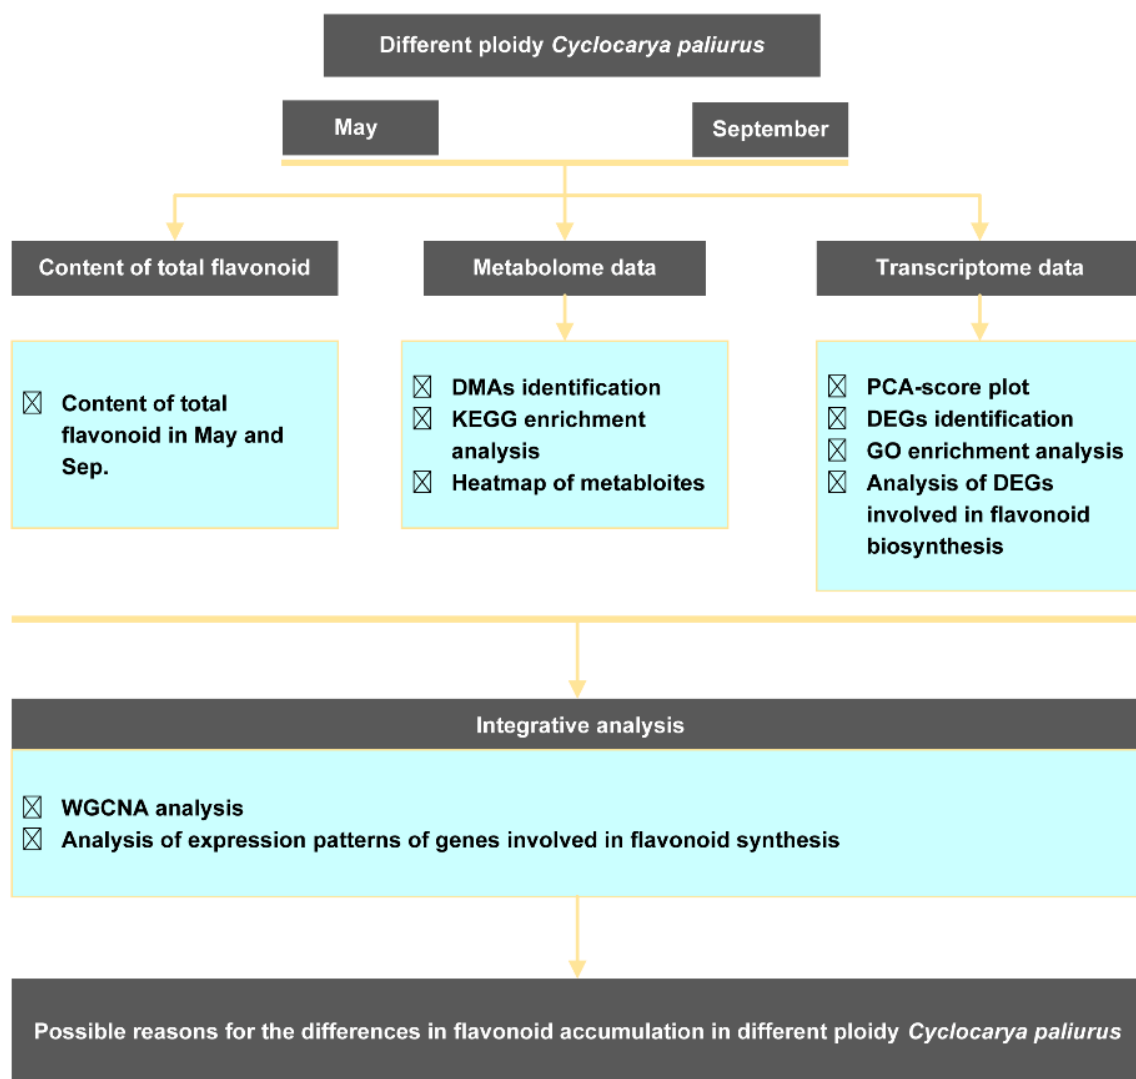 Different ploidy Cyclocarya paliurus
May
September
Content of total flavonoid
Metabolome data
Transcriptome data
Content of total
flavonoid in May and
Sep.
DMAs identification
KEGG enrichment
analysis
Heatmap of metabloites
PCA-score plot
DEGs identification
GO enrichment analysis
Analysis of DEGs
involved in flavonoid
biosynthesis
Integrative analysis
WGCNA analysis
Analysis of expression patterns of genes involved in flavonoid synthesis
Possible reasons for the differences in flavonoid accumulation in different ploidy Cyclocarya paliurus